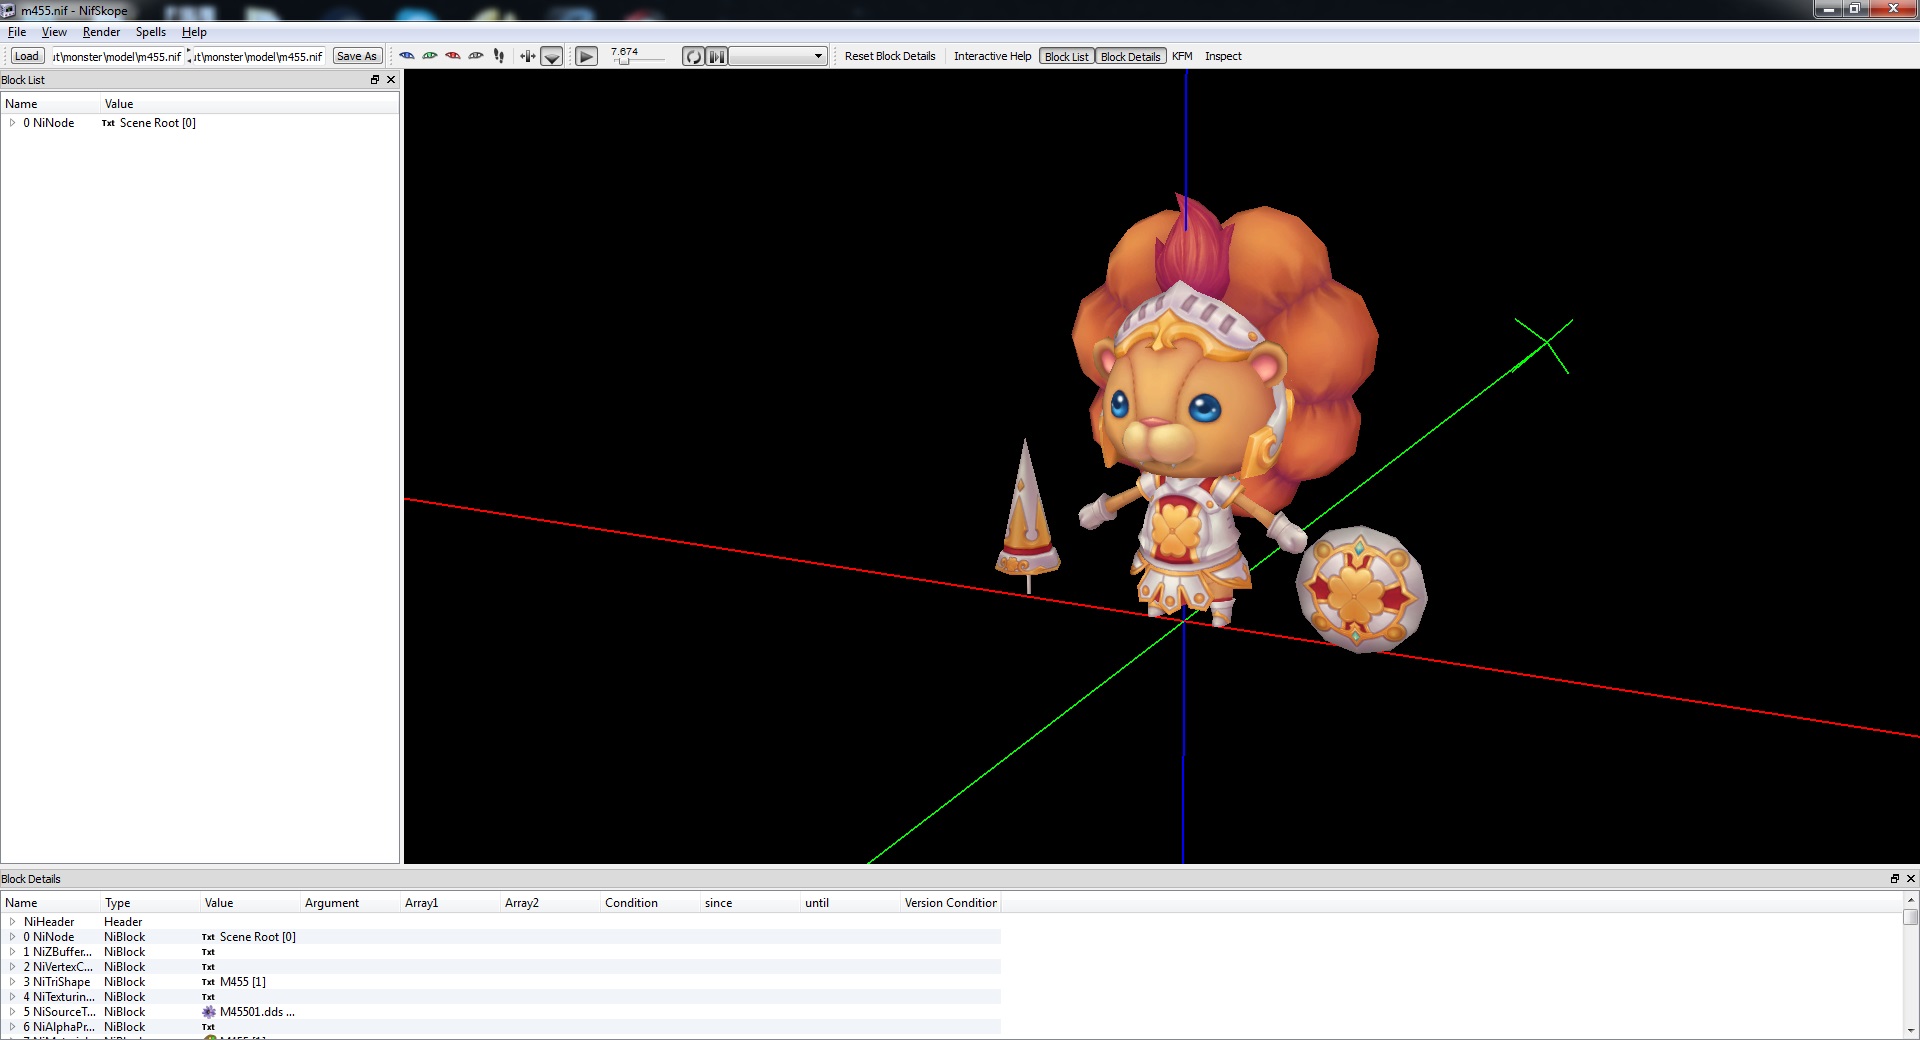 m455.nif - NifSkope
File View Render Spells Help
Load ut\monster\model\m455.nif ut\monster\model\m455.nif Save As 7.674 Reset Block Details Interactive Help Block List Block Details KFM Inspect
Block List
Name Value
0 NiNode Txt Scene Root [0]
Block Details
Name Type Value Argument Array1 Array2 Condition since until Version Condition
NiHeader Header
0 NiNode NiBlock Txt Scene Root [0]
1 NiZBuffer... NiBlock Txt
2 NiVertexC... NiBlock Txt
3 NiTriShape NiBlock Txt M455 [1]
4 NiTexturin... NiBlock Txt
5 NiSourceT... NiBlock M45501.dds ...
6 NiAlphaPr... NiBlock Txt